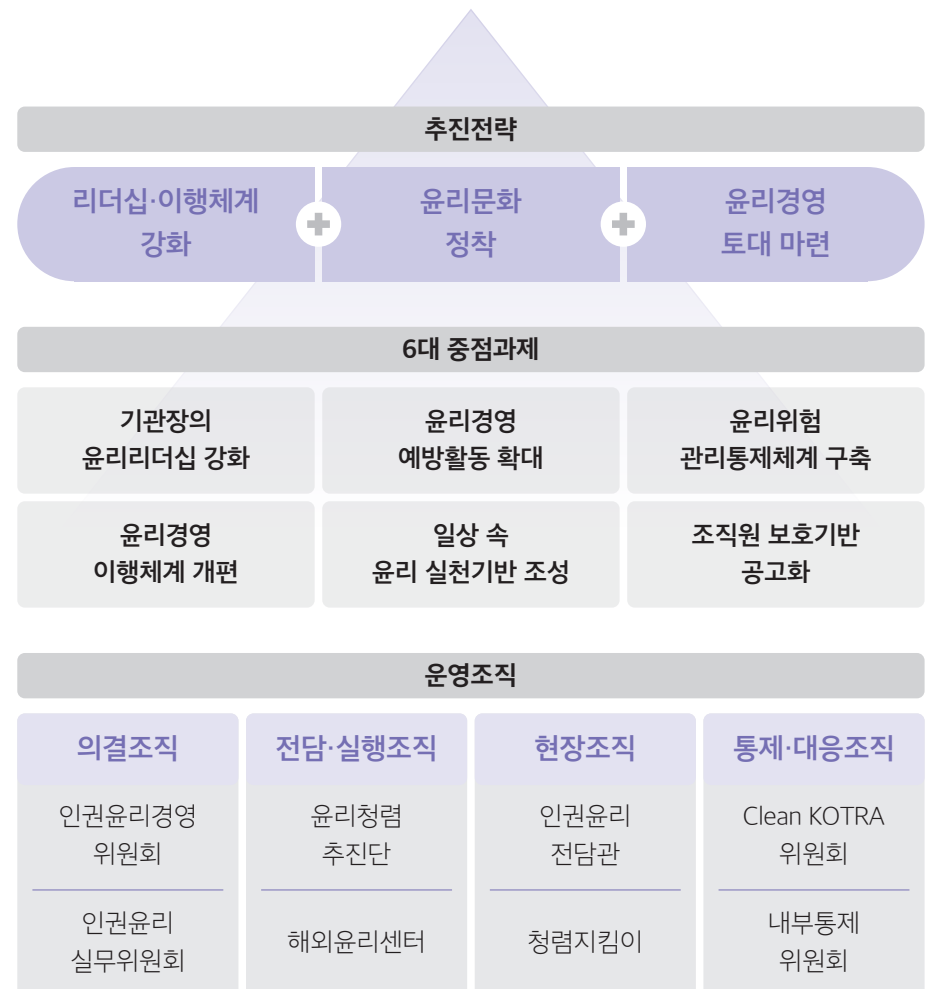 추진전략
리더십·이행체계
강화
윤리문화
정착
윤리경영
토대 마련
6대 중점과제
기관장의
윤리리더십 강화
윤리경영
예방활동 확대
윤리위험
관리통제체계 구축
윤리경영
이행체계 개편
일상 속
윤리 실천기반 조성
조직원 보호기반
공고화
운영조직
의결조직
전담·실행조직
현장조직
통제·대응조직
인권윤리경영
위원회
윤리청렴
추진단
인권윤리
전담관
Clean KOTRA
위원회
인권윤리
실무위원회
해외윤리센터
청렴지킴이
내부통제
위원회